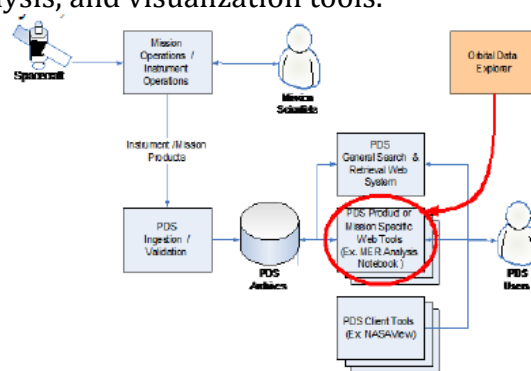 ysis, and visualization tools.
Mission
Operations /
Instrument
Operations
Orbital Data
Explorer
Spacecraft
Mission
Scientists
Instrument /Misson
Products
PDS
General Search &
Retrieval Web
System
PDS
Ingestion /
Validation
PDS Product or
Mission Specific
Web Tools
(Ex. MER Analysis
Notebook )
PDS
Archives
PDS
Users
PDS Client Tools
(Ex. NASAView)